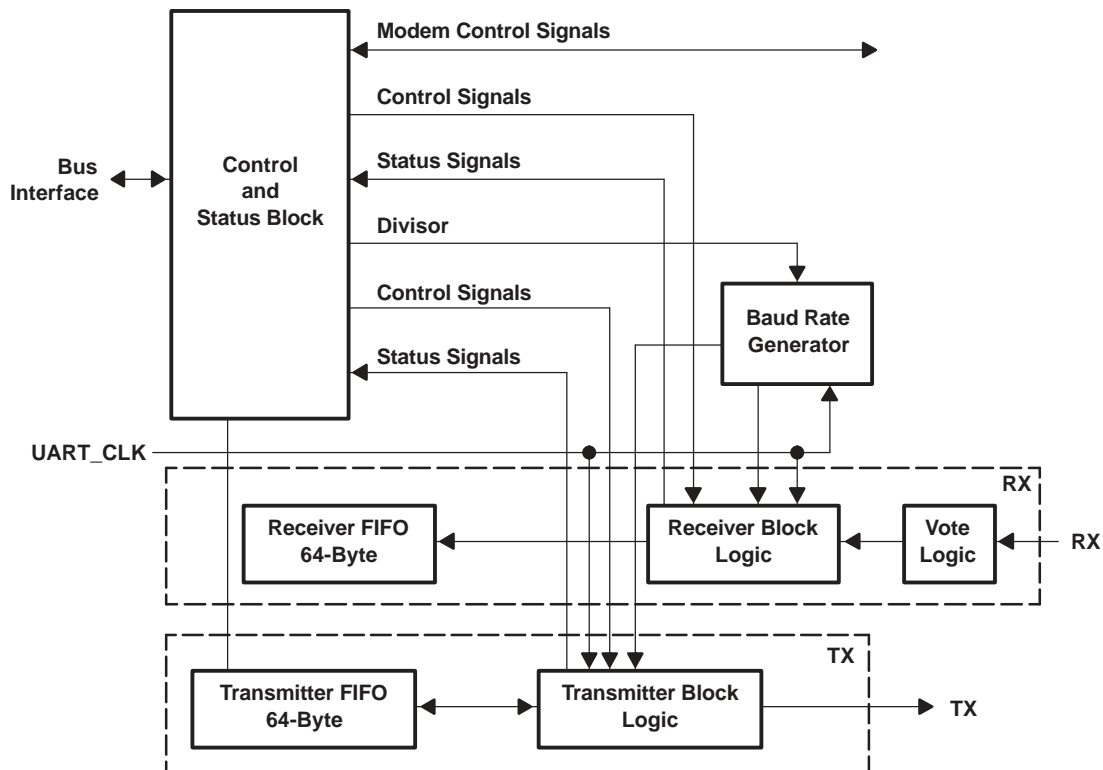 Modem Control Signals
Control Signals
Bus
Interface
Control
and
Status Block
Status Signals
Divisor
Control Signals
Baud Rate
Generator
Status Signals
UART_CLK
RX
Receiver FIFO
64-Byte
Receiver Block
Logic
Vote
Logic
RX
TX
Transmitter FIFO
64-Byte
Transmitter Block
Logic
TX